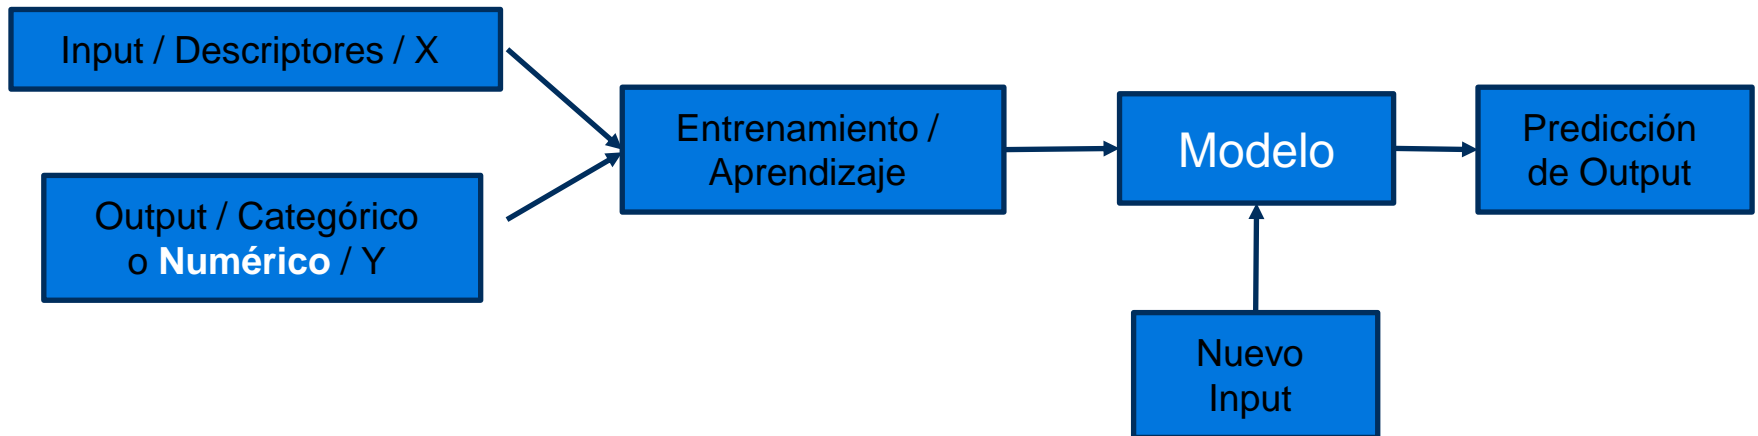 Input / Descriptores / X
Output / Categórico
o Numérico / Y
Entrenamiento /
Aprendizaje
Modelo
Predicción
de Output
Nuevo
Input